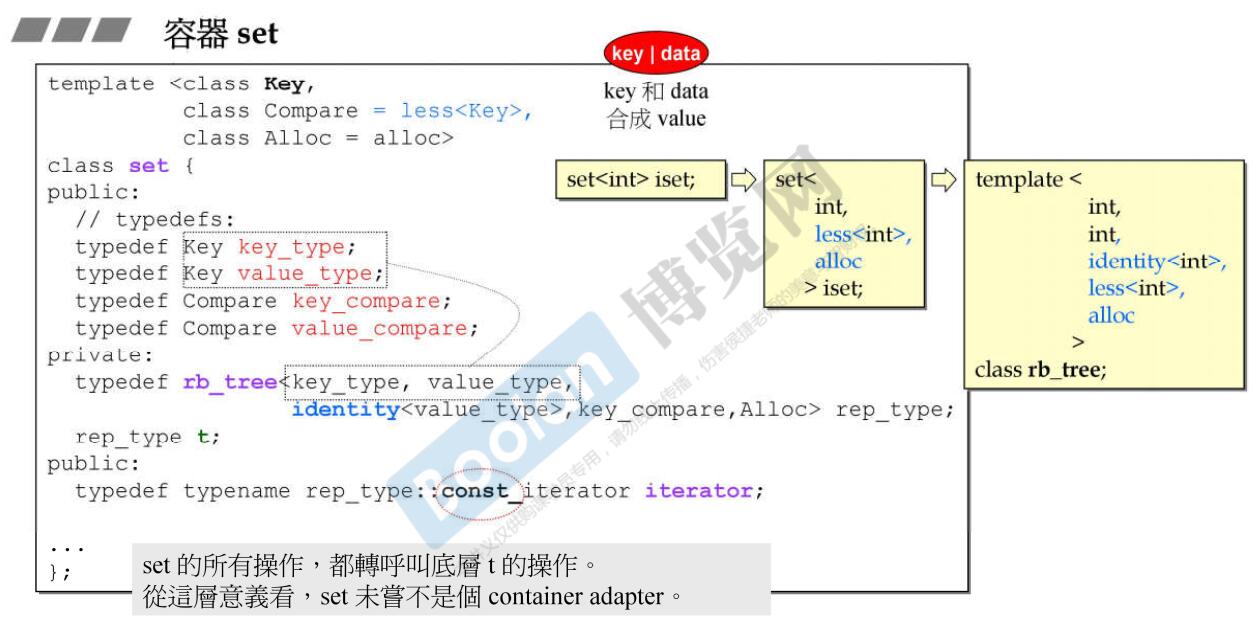 容器 set
key | data
key 和 data
合成 value
template <class Key,
class Compare = less<Key>,
class Alloc = alloc>
class set {
public:
// typedefs:
typedef Key key_type;
typedef Key value_type;
typedef Compare key_compare;
typedef Compare value_compare;
private:
typedef rb_tree<key_type, value_type,
identity<value_type>,key_compare,Alloc> rep_type;
rep_type t;
public:
typedef typename rep_type::const_iterator iterator;
...
};
set<int> iset;
set<
int,
less<int>,
alloc
> iset;
template <
int,
int,
identity<int>,
less<int>,
alloc
>
class rb_tree;
set 的所有操作，都轉呼叫底層 t 的操作。
從這層意義看，set 未嘗不是個 container adapter。
Boolan 博览网